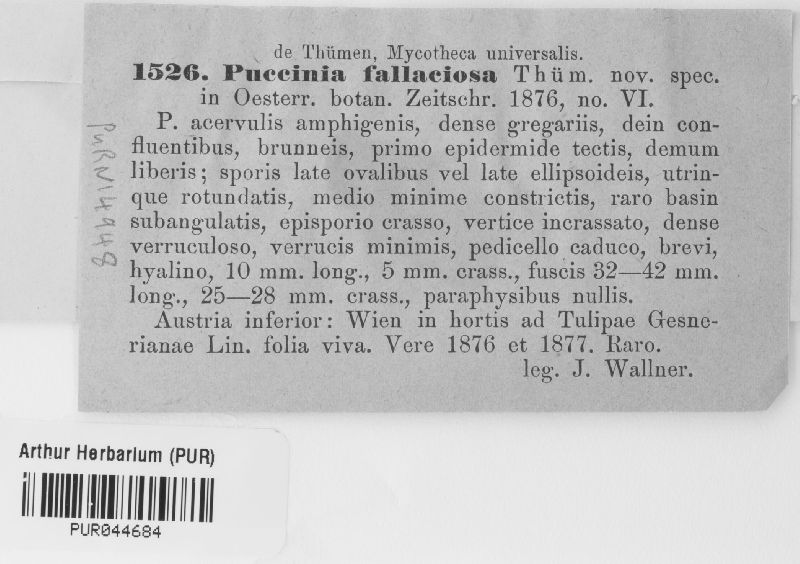 de Thümen, Mycotheca universalis.
1526. Puccinia fallaciosa Thüm. nov. spec.
in Oesterr. botan. Zeitschr. 1876, no. VI.
P. acervulis amphigenis, dense gregariis, dein con-
fluentibus, brunneis, primo epidermide tectis, demum
liberis; sporis late ovalibus vel late ellipsoideis, utrin-
que rotundatis, medio minime constrictis, raro basin
subangulatis, episporio crasso, vertice incrassato, dense
verruculoso, verrucis minimis, pedicello caduco, brevi,
hyalino, 10 mm. long., 5 mm. crass., fuscis 32—42 mm.
long., 25—28 mm. crass., paraphysibus nullis.
Austria inferior: Wien in hortis ad Tulipae Gesne-
rianae Lin. folia viva. Vere 1876 et 1877. Raro.
leg. J. Wallner.
PURN14948
Arthur Herbarium (PUR)
PUR044684